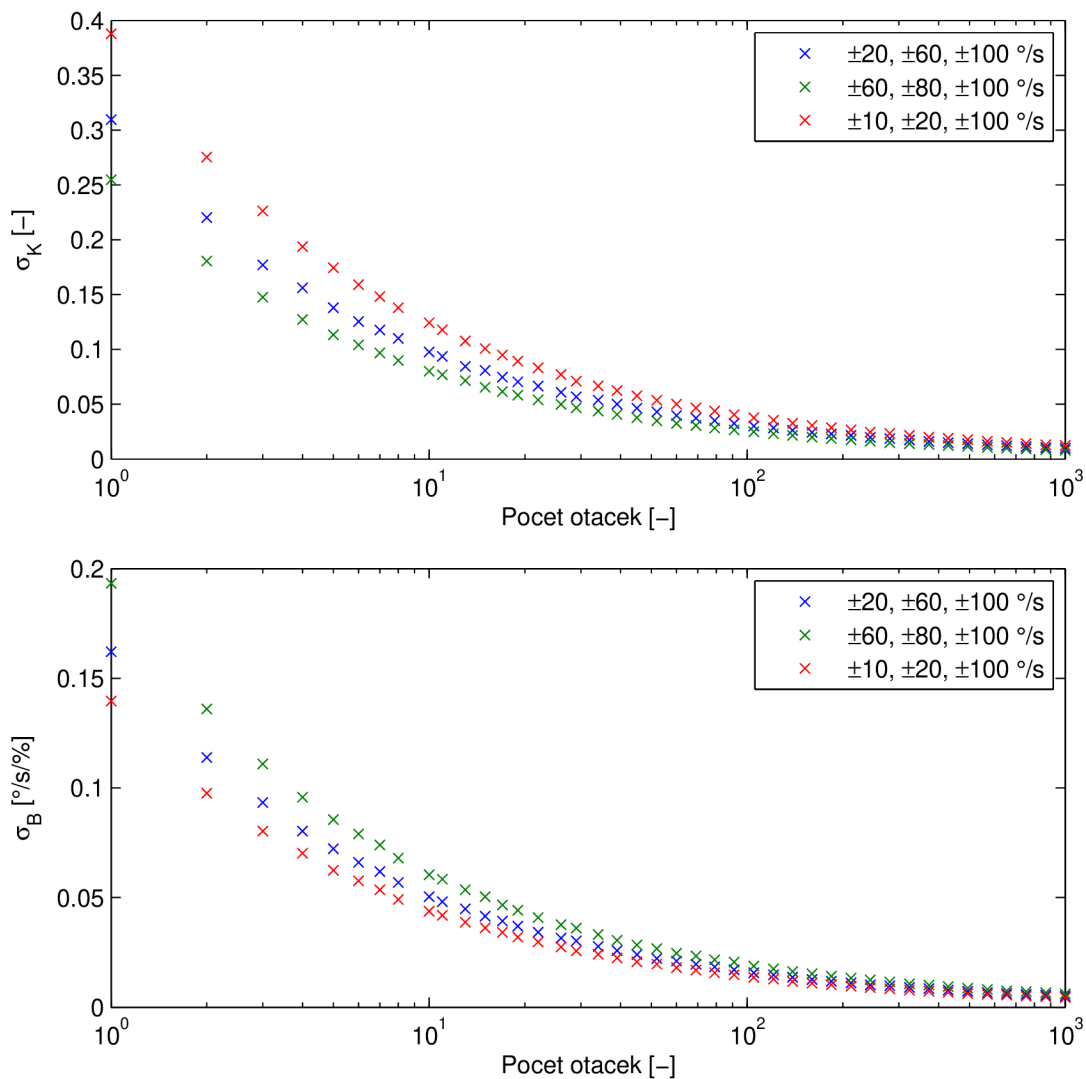 0.4
0.35
0.3
0.25
0.2
0.15
0.1
0.05
0
σK [−]
±20, ±60, ±100 °/s
±60, ±80, ±100 °/s
±10, ±20, ±100 °/s
10^0 10^1 10^2 10^3
Pocet otacek [−]
0.2
0.15
0.1
0.05
0
σB [°/s/%]
±20, ±60, ±100 °/s
±60, ±80, ±100 °/s
±10, ±20, ±100 °/s
10^0 10^1 10^2 10^3
Pocet otacek [−]